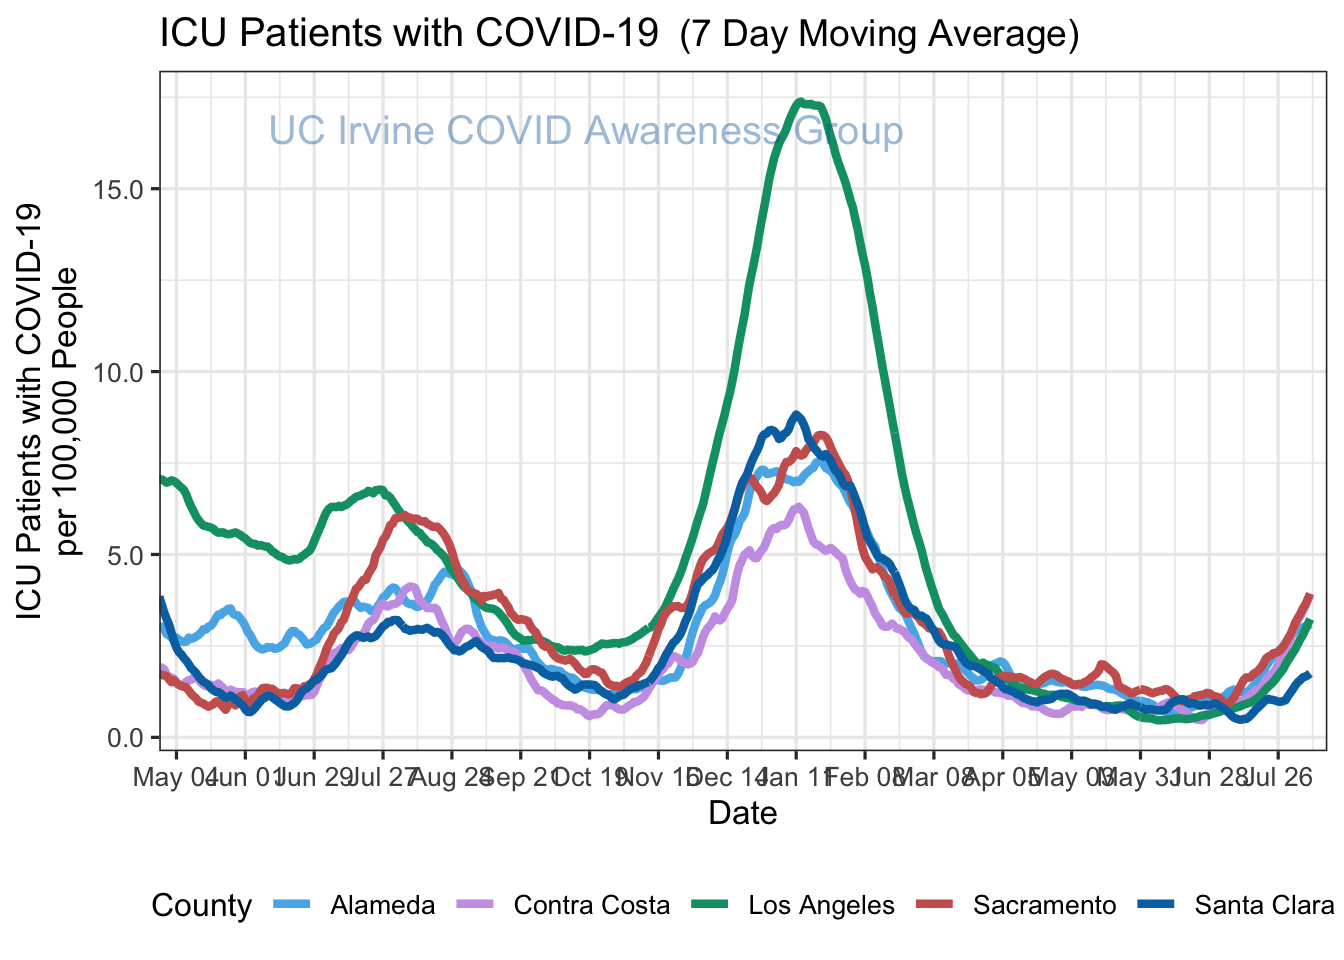 ICU Patients with COVID-19 (7 Day Moving Average)
UC Irvine COVID Awareness Group
ICU Patients with COVID-19
per 100,000 People
15.0
10.0
5.0
0.0
May 04 Jun 01 Jun 29 Jul 27 Aug 24 Sep 21 Oct 19 Nov 16 Dec 14 Jan 11 Feb 08 Mar 08 Apr 05 May 03 May 31 Jun 28 Jul 26
Date
County Alameda Contra Costa Los Angeles Sacramento Santa Clara